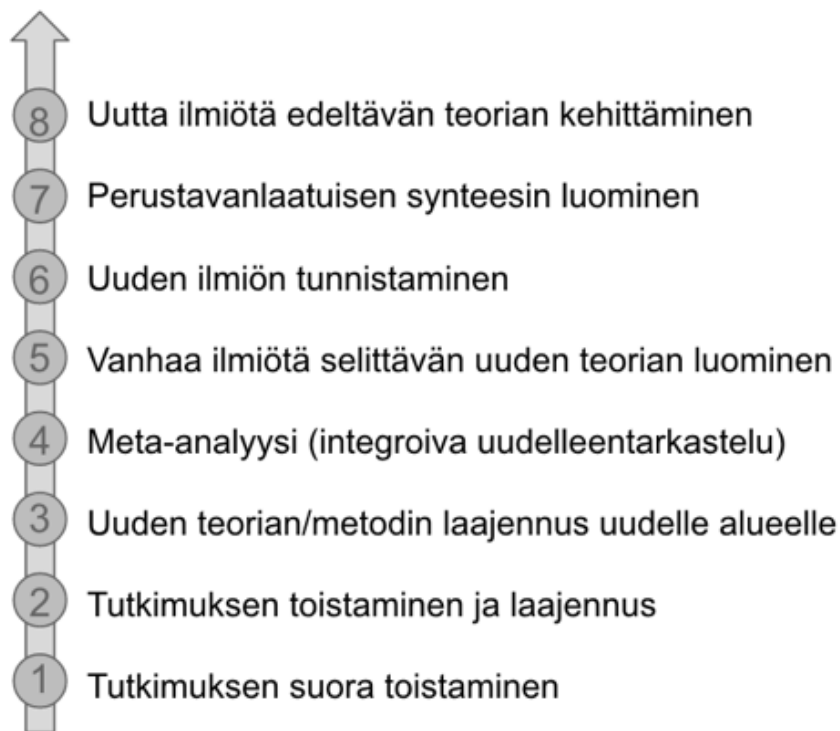 8 Uutta ilmiötä edeltävän teorian kehittäminen
7 Perustavanlaatuisen synteesin luominen
6 Uuden ilmiön tunnistaminen
5 Vanhaa ilmiötä selittävän uuden teorian luominen
4 Meta-analyysi (integroiva uudelleentarkastelu)
3 Uuden teorian/metodin laajennus uudelle alueelle
2 Tutkimuksen toistaminen ja laajennus
1 Tutkimuksen suora toistaminen